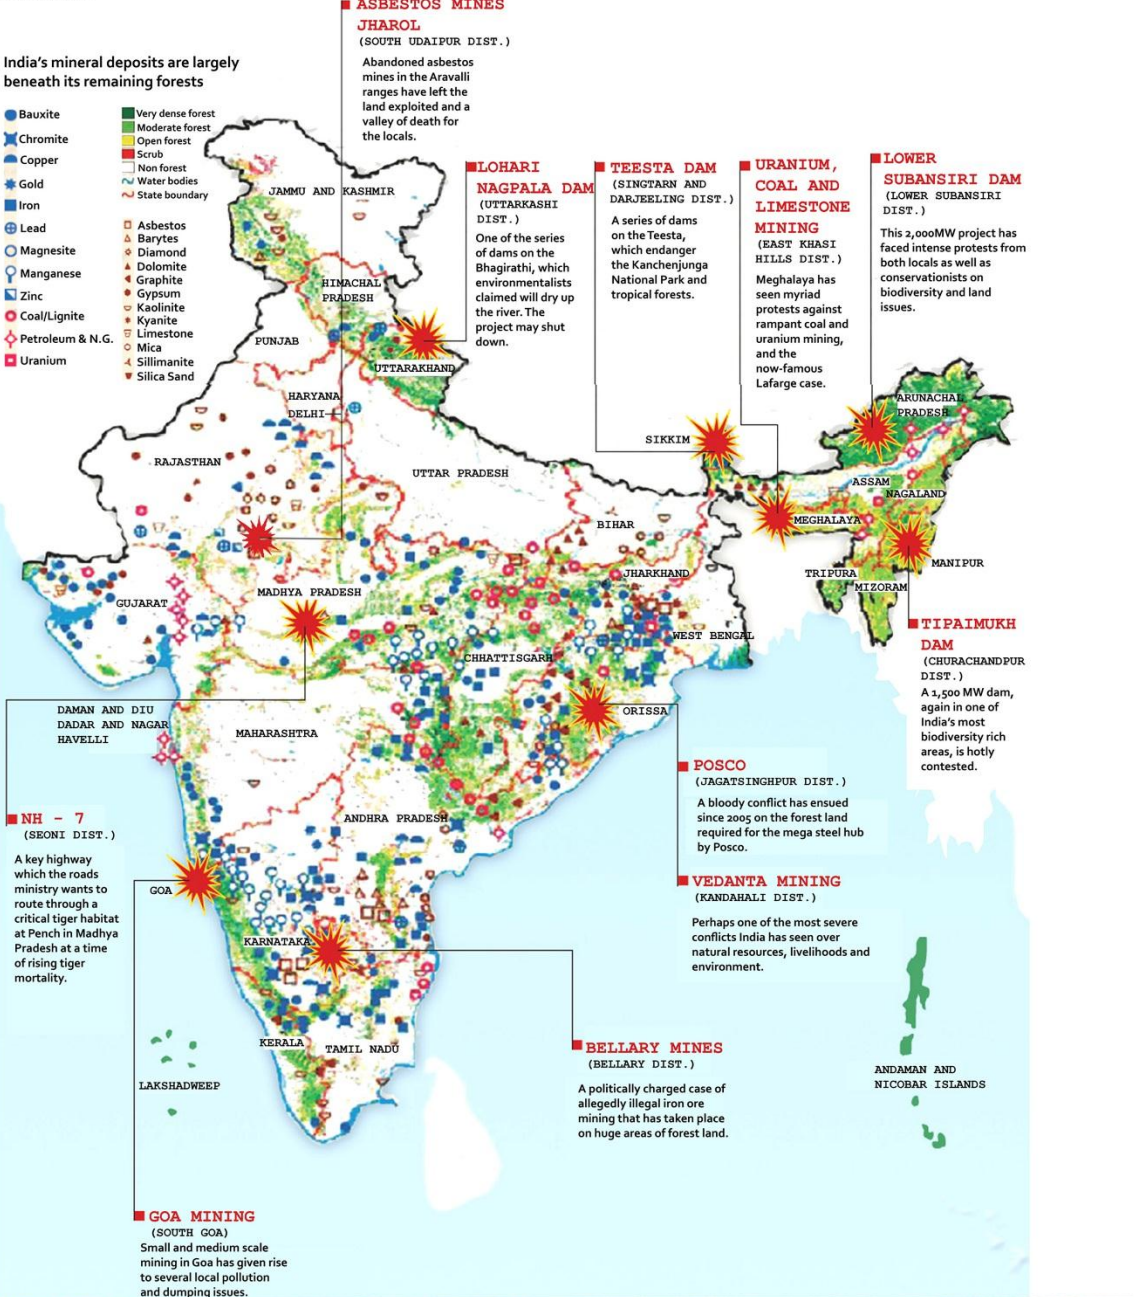 ASBESTOS MINES
JHAROL
(SOUTH UDAIPUR DIST.)
Abandoned asbestos
mines in the Aravalli
ranges have left the
land exploited and a
valley of death for
the locals.
India's mineral deposits are largely
beneath its remaining forests
Bauxite
Chromite
Copper
Gold
Iron
Lead
Magnesite
Manganese
Zinc
Coal/Lignite
Petroleum & N.G.
Uranium
Very dense forest
Moderate forest
Open forest
Scrub
Non forest
Water bodies
State boundary
Asbestos
Barytes
Diamond
Dolomite
Graphite
Gypsum
Kaolinite
Kyanite
Limestone
Mica
Sillimanite
Silica Sand
LOHARI
NAGPALA DAM
(UTTARKASHI
DIST.)
One of the series
of dams on the
Bhagirathi, which
environmentalists
claimed will dry up
the river. The
project may shut
down.
TEESTA DAM
(SINGTARN AND
DARJEELING DIST.)
A series of dams
on the Teesta,
which endanger
the Kanchenjunga
National Park and
tropical forests.
URANIUM,
COAL AND
LIMESTONE
MINING
(EAST KHASI
HILLS DIST.)
Meghalaya has
seen myriad
protests against
rampant coal and
uranium mining,
and the
now-famous
Lafarge case.
LOWER
SUBANSIRI DAM
(LOWER SUBANSIRI
DIST.)
This 2,000MW project has
faced intense protests from
both locals as well as
conservationists on
biodiversity and land
issues.
JAMMU AND KASHMIR
HIMACHAL
PRADESH
PUNJAB
UTTARAKHAND
HARYANA
DELHI
RAJASTHAN
UTTAR PRADESH
SIKKIM
ARUNACHAL
PRADESH
ASSAM
NAGALAND
MEGHALAYA
BIHAR
MANIPUR
TRIPURA
MIZORAM
JHARKHAND
GUJARAT
MADHYA PRADESH
WEST BENGAL
CHHATTISGARH
ORISSA
DAMAN AND DIU
DADAR AND NAGAR
HAVELLI
MAHARASHTRA
ANDHRA PRADESH
GOA
KARNATAKA
KERALA
TAMIL NADU
LAKSHADWEEP
ANDAMAN AND
NICOBAR ISLANDS
TIPAIMUKH
DAM
(CHURACHANDPUR
DIST.)
A 1,500 MW dam,
again in one of
India's most
biodiversity rich
areas, is hotly
contested.
POSCO
(JAGATSINGHPUR DIST.)
A bloody conflict has ensued
since 2005 on the forest land
required for the mega steel hub
by Posco.
VEDANTA MINING
(KANDAHALI DIST.)
Perhaps one of the most severe
conflicts India has seen over
natural resources, livelihoods and
environment.
NH - 7
(SEONI DIST.)
A key highway
which the roads
ministry wants to
route through a
critical tiger habitat
at Pench in Madhya
Pradesh at a time
of rising tiger
mortality.
BELLARY MINES
(BELLARY DIST.)
A politically charged case of
allegedly illegal iron ore
mining that has taken place
on huge areas of forest land.
GOA MINING
(SOUTH GOA)
Small and medium scale
mining in Goa has given rise
to several local pollution
and dumping issues.